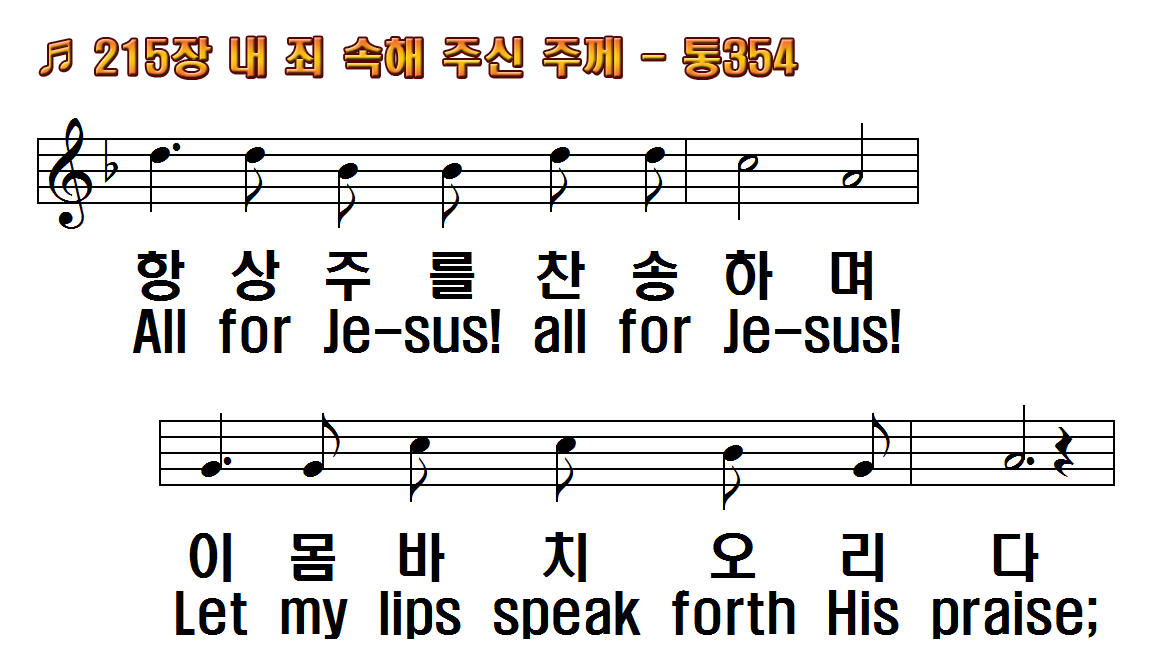 ♬ 215장 내 죄 속해 주신 주께 - 통354
항 상 주 를 찬 송 하 며
All for Je-sus! all for Je-sus!
이 몸 바 치 오 리 다
Let my lips speak forth His praise;